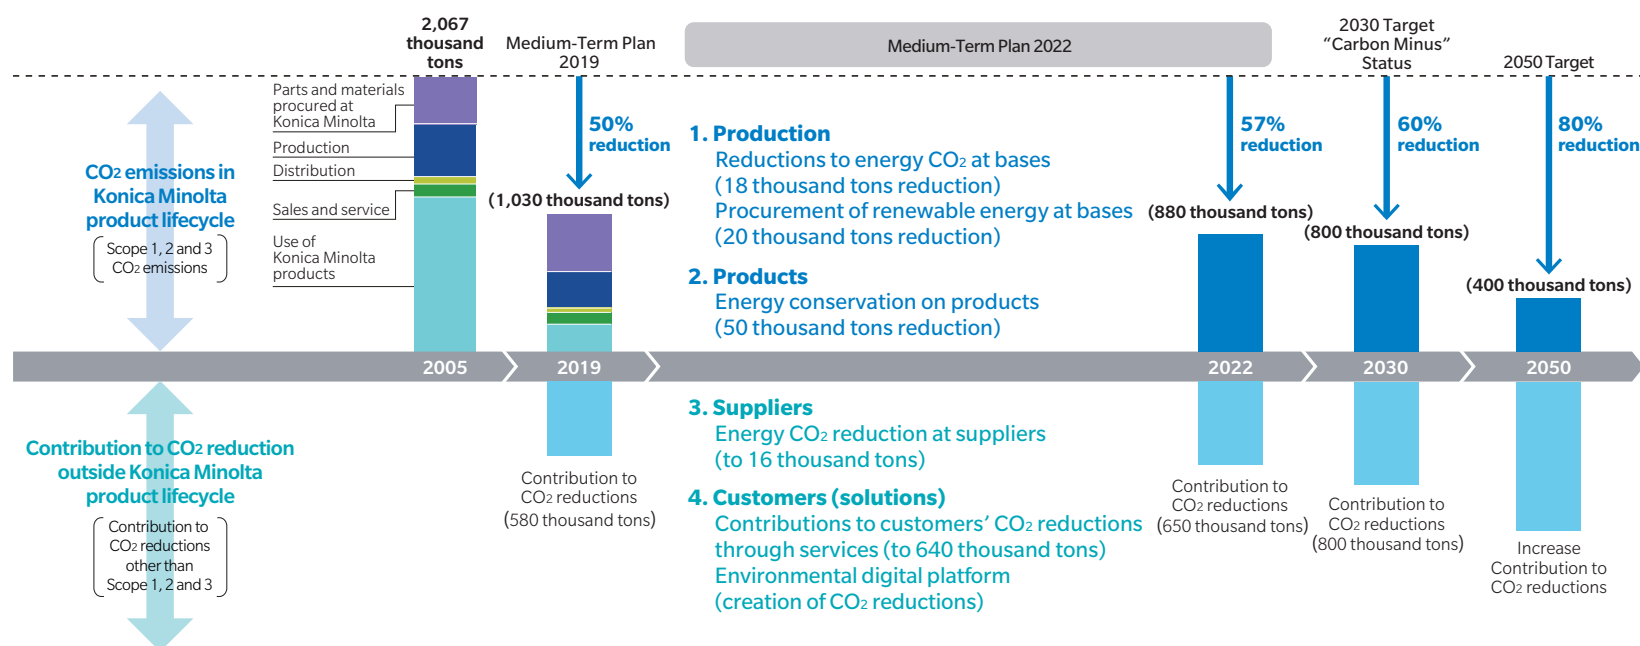 2,067
thousand
tons
Medium-Term Plan
2019
Medium-Term Plan 2022
2030 Target
“Carbon Minus”
Status
2050 Target
CO2 emissions in
Konica Minolta
product lifecycle
Scope 1, 2 and 3
CO2 emissions
Parts and materials
procured at
Konica Minolta
Production
Distribution
Sales and service
Use of
Konica Minolta
products
50%
reduction
(1,030 thousand tons)
1. Production
Reductions to energy CO2 at bases
(18 thousand tons reduction)
Procurement of renewable energy at bases
(20 thousand tons reduction)
2. Products
Energy conservation on products
(50 thousand tons reduction)
57%
reduction
(880 thousand tons)
60%
reduction
(800 thousand tons)
80%
reduction
(400 thousand tons)
2005
2019
2022
2030
2050
Contribution to CO2 reduction
outside Konica Minolta
product lifecycle
Contribution to
CO2 reductions
other than
Scope 1, 2 and 3
Contribution to
CO2 reductions
(580 thousand tons)
3. Suppliers
Energy CO2 reduction at suppliers
(to 16 thousand tons)
4. Customers (solutions)
Contributions to customers’ CO2 reductions
through services (to 640 thousand tons)
Environmental digital platform
(creation of CO2 reductions)
Contribution to
CO2 reductions
(650 thousand tons)
Contribution to
CO2 reductions
(800 thousand tons)
Increase
Contribution to
CO2 reductions